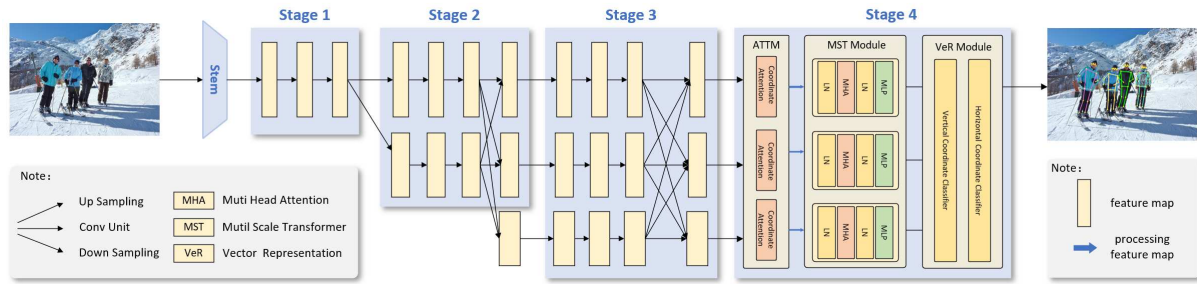 Stage 1
Stage 2
Stage 3
Stage 4
Stem
ATTM
MST Module
VeR Module
Coordinate
Attention
LN
MHA
LN
MLP
Coordinate
Attention
LN
MHA
LN
MLP
Coordinate
Attention
LN
MHA
LN
MLP
Vertical Coordinate Classifier
Horizontal Coordinate Classifier
Note:
Up Sampling
Conv Unit
Down Sampling
MHA Muti Head Attention
MST Mutil Scale Transformer
VeR Vector Representation
Note:
feature map
processing
feature map